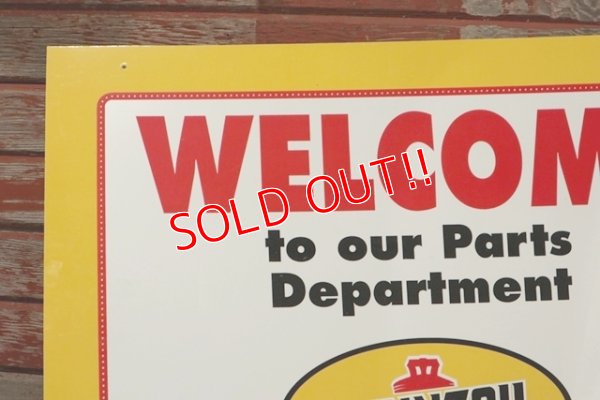 WELCOM
SOLD OUT!!
to our Parts
Department